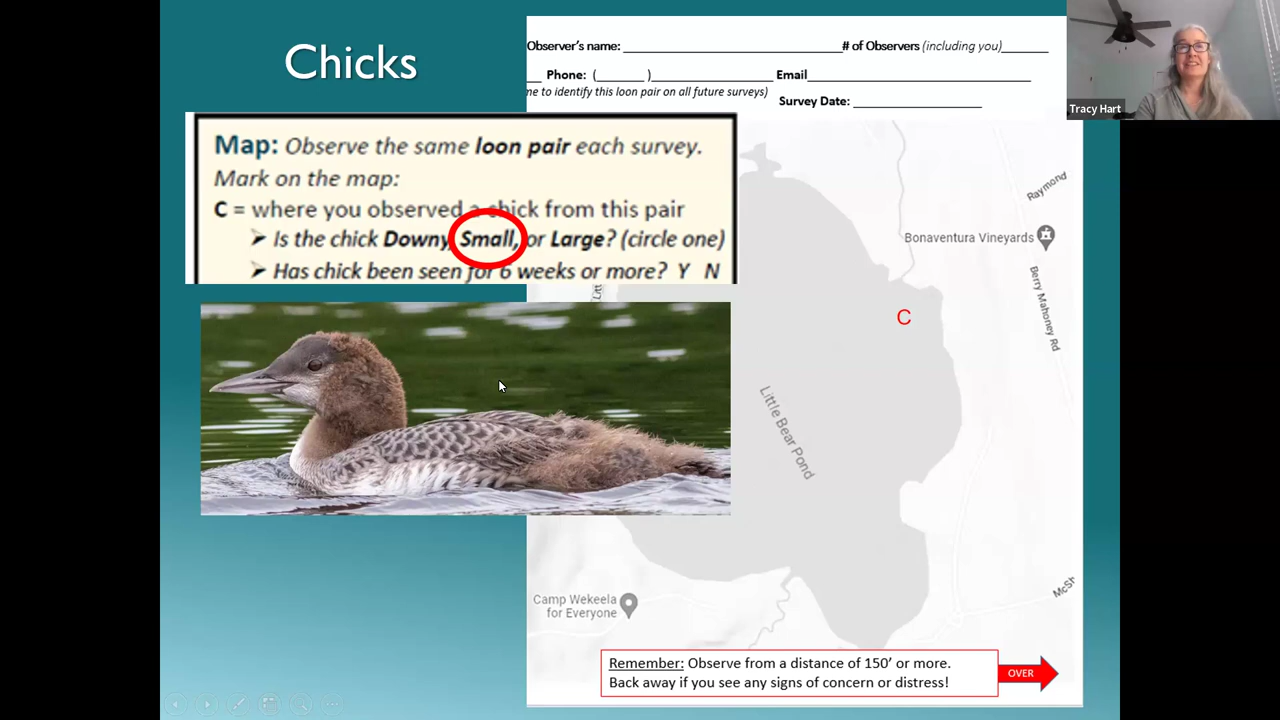 Chicks
Observer's name: # of Observers (including you)
Phone: ( ) Email
me to identify this loon pair on all future surveys)
Survey Date:
Tracy Hart
Map: Observe the same loon pair each survey.
Mark on the map:
C = where you observed a chick from this pair
➢ Is the chick Downy, Small, or Large? (circle one)
➢ Has chick been seen for 6 weeks or more? Y N
Raymond
Bonaventura Vineyards
Berry Mahoney Rd
C
Little Bear Pond
Camp Wekeela
for Everyone
Remember: Observe from a distance of 150' or more.
Back away if you see any signs of concern or distress!
OVER